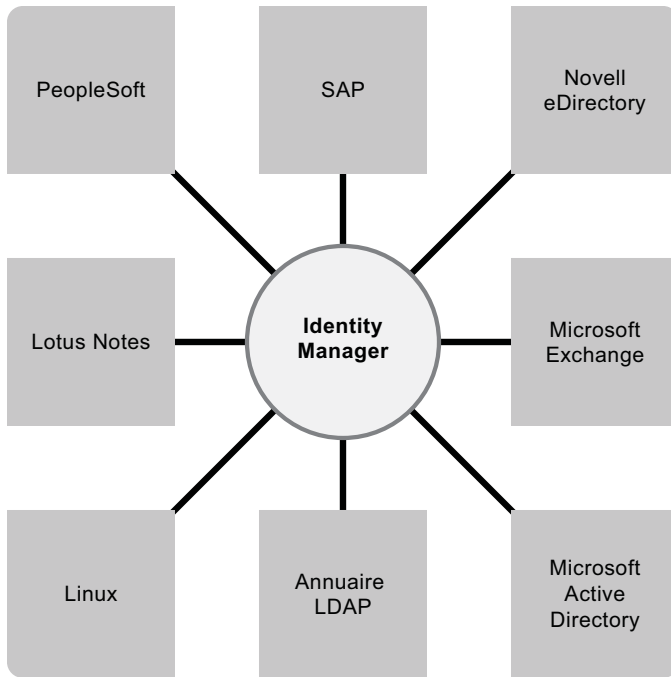 PeopleSoft
SAP
Novell
eDirectory
Lotus Notes
Identity
Manager
Microsoft
Exchange
Linux
Annuaire
LDAP
Microsoft
Active
Directory